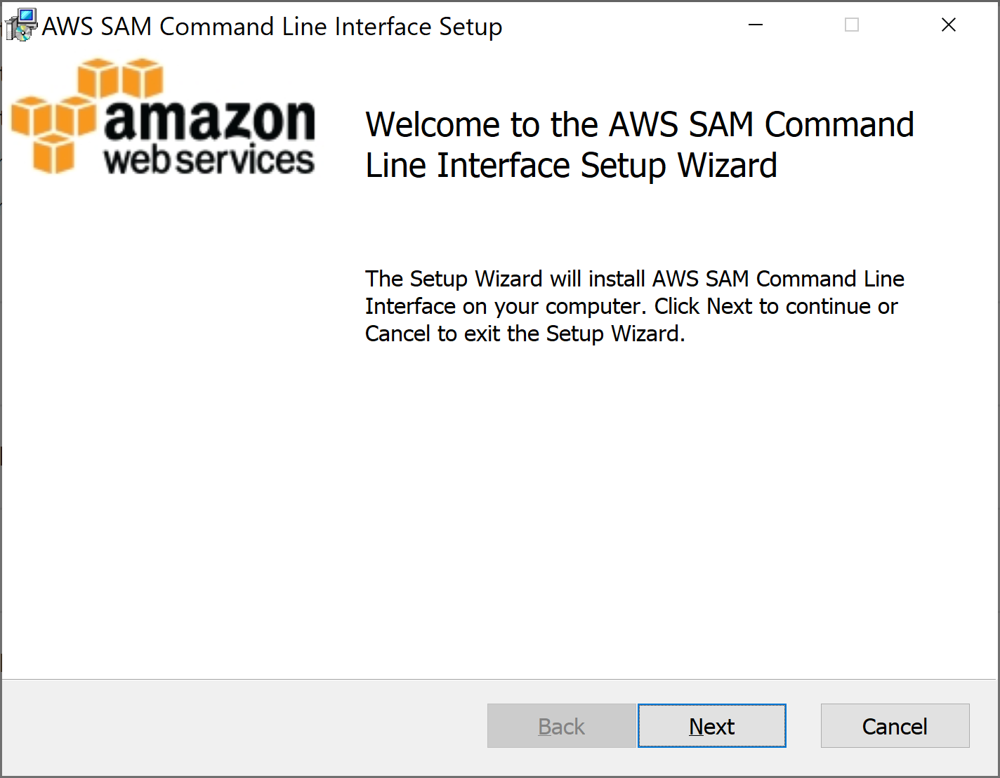 AWS SAM Command Line Interface Setup
amazon
web services
Welcome to the AWS SAM Command
Line Interface Setup Wizard
The Setup Wizard will install AWS SAM Command Line
Interface on your computer. Click Next to continue or
Cancel to exit the Setup Wizard.
Back
Next
Cancel